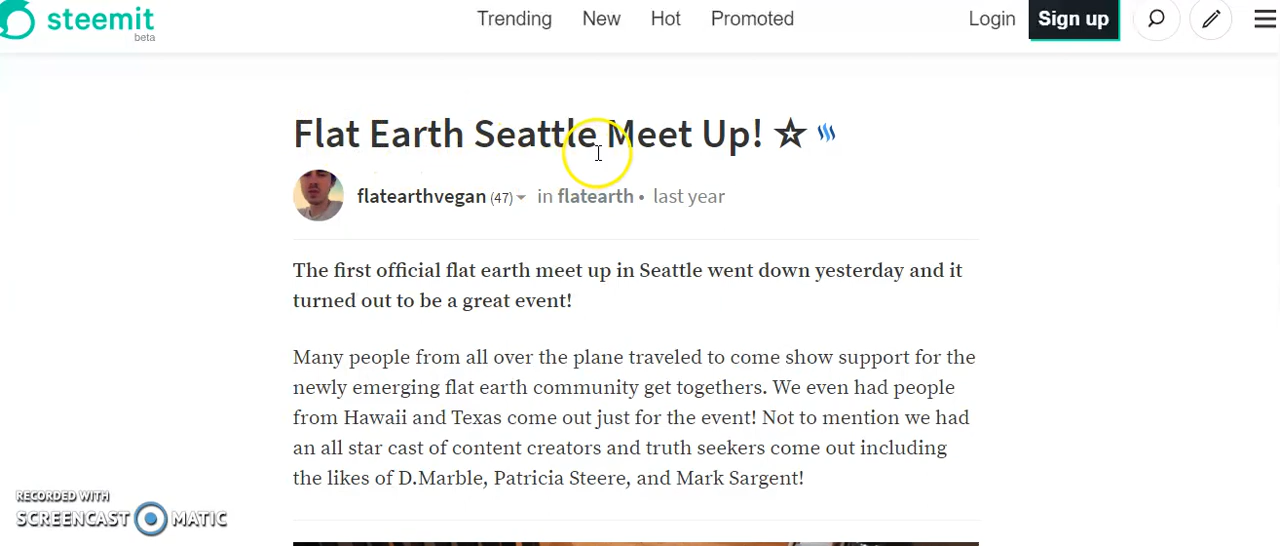 steemit
beta
Trending New Hot Promoted Login Sign up
Flat Earth Seattle Meet Up!
flatearthvegan (47) in flatearth • last year
The first official flat earth meet up in Seattle went down yesterday and it
turned out to be a great event!
Many people from all over the plane traveled to come show support for the
newly emerging flat earth community get togethers. We even had people
from Hawaii and Texas come out just for the event! Not to mention we had
an all star cast of content creators and truth seekers come out including
the likes of D.Marble, Patricia Steere, and Mark Sargent!
RECORDED WITH
SCREENCAST MATIC